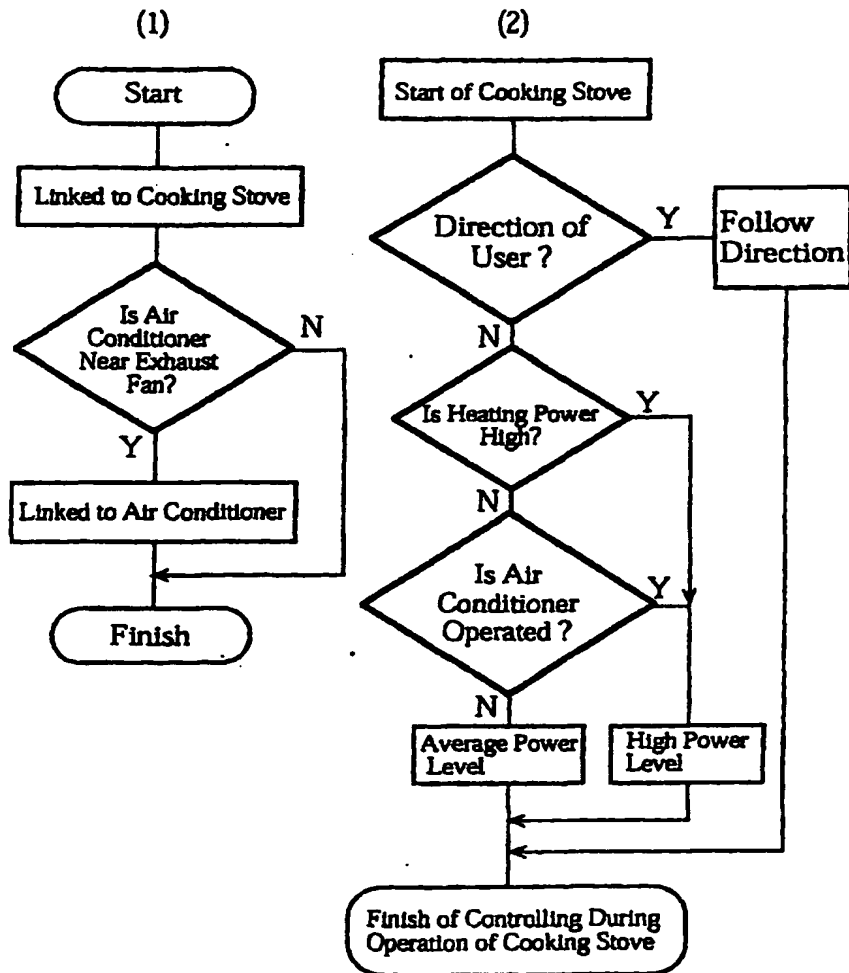 (1)
Start
Linked to Cooking Stove
Is Air
Conditioner
Near Exhaust
Fan?
N
Y
Linked to Air Conditioner
Finish
(2)
Start of Cooking Stove
Direction of
User ?
Y
Follow
Direction
N
Is Heating Power
High?
Y
N
Is Air
Conditioner
Operated ?
Y
N
Average Power
Level
High Power
Level
Finish of Controlling During
Operation of Cooking Stove